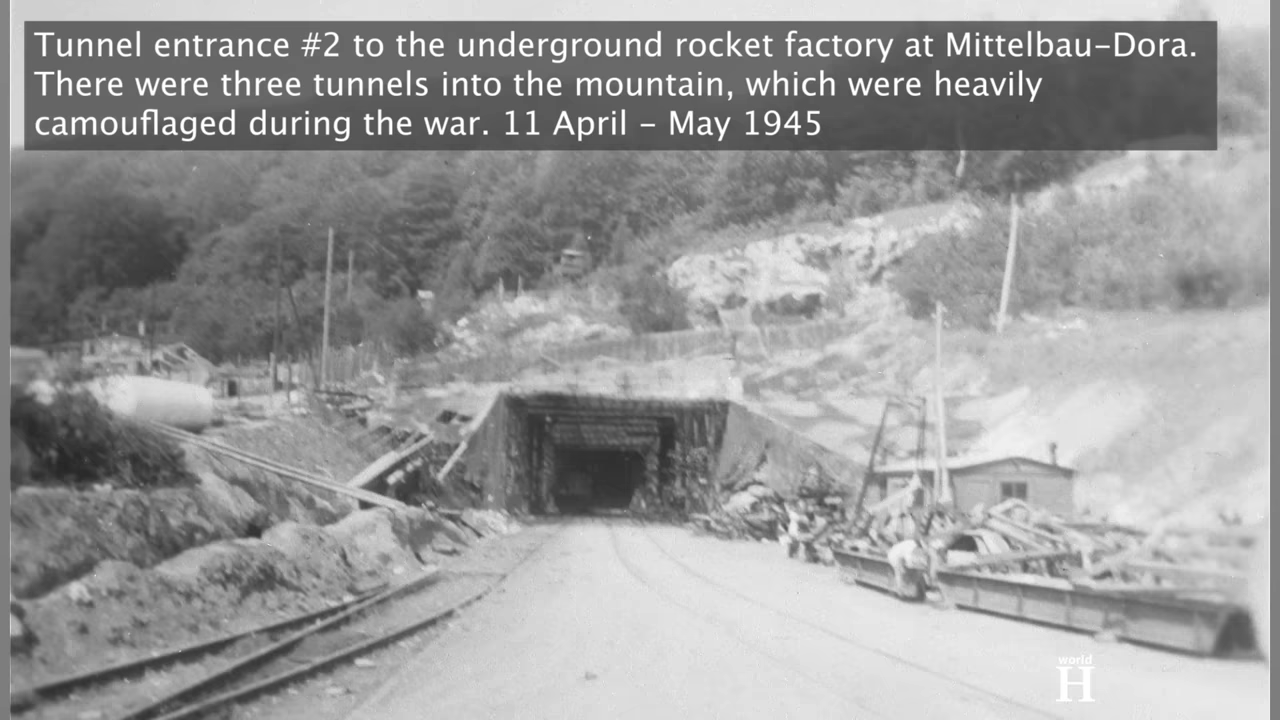 Tunnel entrance #2 to the underground rocket factory at Mittelbau-Dora.
There were three tunnels into the mountain, which were heavily
camouflaged during the war. 11 April – May 1945
world
H